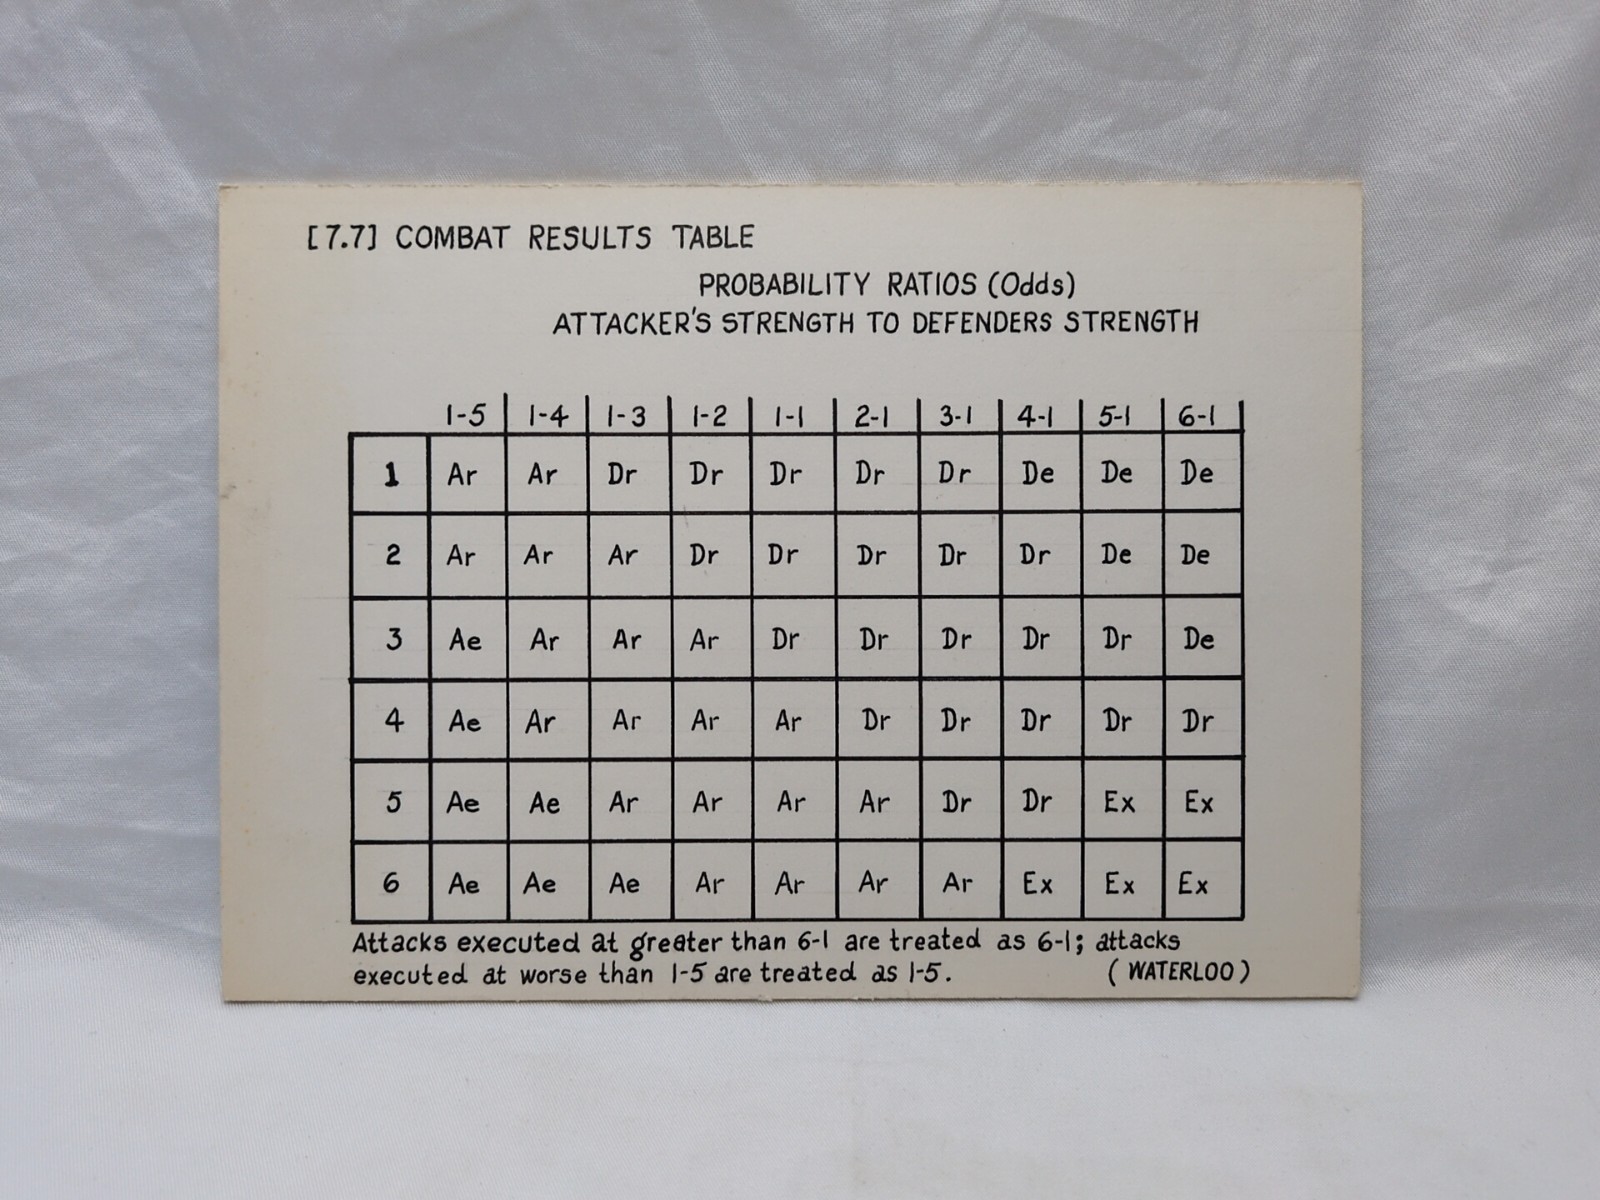 [7.7] COMBAT RESULTS TABLE
PROBABILITY RATIOS (Odds)
ATTACKER'S STRENGTH TO DEFENDERS STRENGTH
1-5 1-4 1-3 1-2 1-1 2-1 3-1 4-1 5-1 6-1
1 Ar Ar Dr Dr Dr Dr Dr De De De
2 Ar Ar Ar Dr Dr Dr Dr Dr De De
3 Ae Ar Ar Ar Dr Dr Dr Dr Dr De
4 Ae Ar Ar Ar Ar Dr Dr Dr Dr Dr
5 Ae Ae Ar Ar Ar Ar Dr Dr Ex Ex
6 Ae Ae Ae Ar Ar Ar Ar Ex Ex Ex
Attacks executed at greater than 6-1 are treated as 6-1; attacks
executed at worse than 1-5 are treated as 1-5. (WATERLOO)